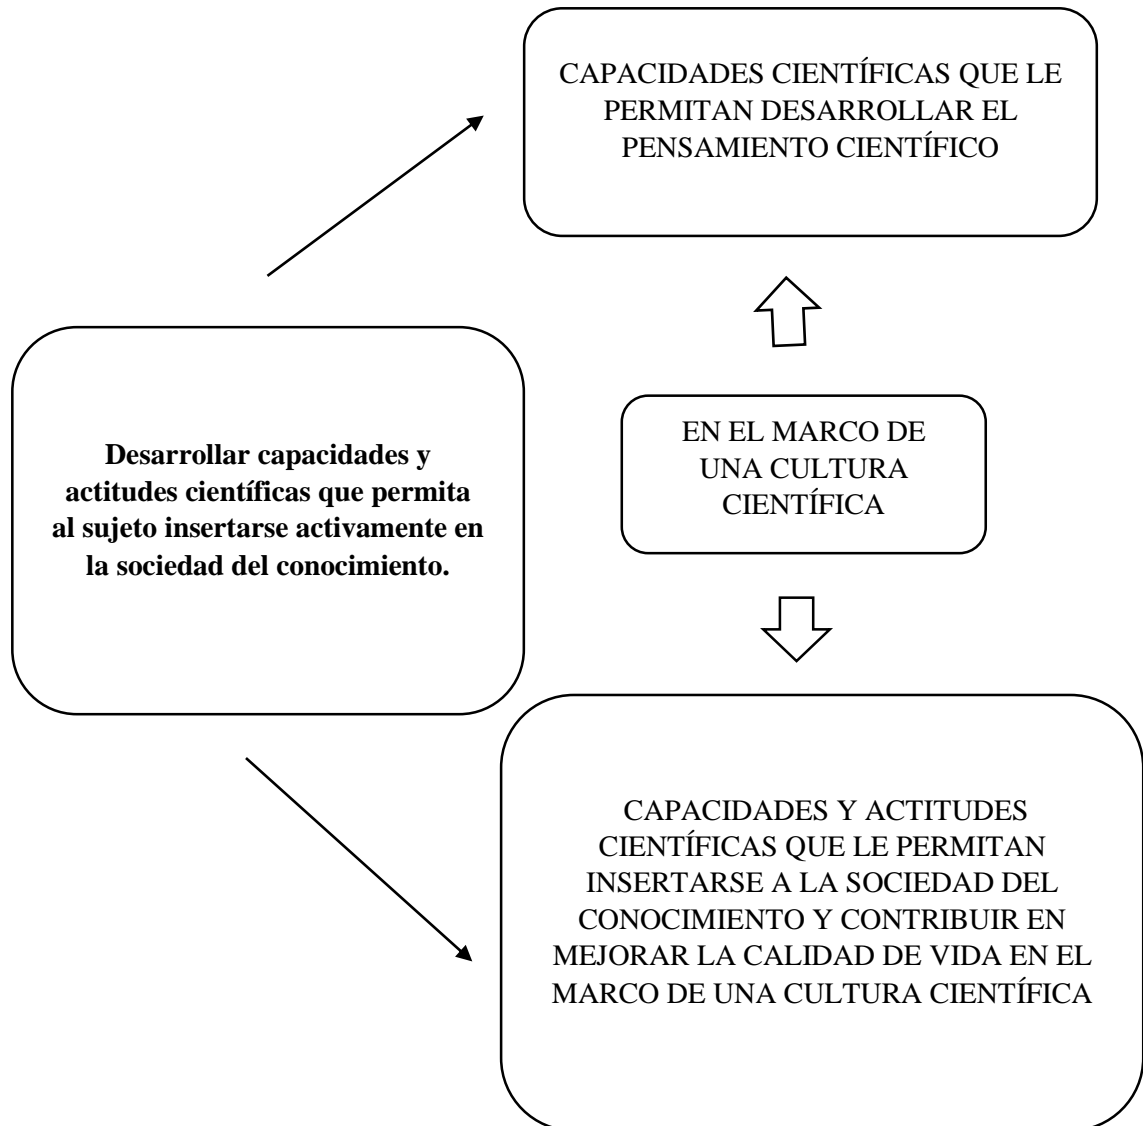 CAPACIDADES CIENTÍFICAS QUE LE
PERMITAN DESARROLLAR EL
PENSAMIENTO CIENTÍFICO
Desarrollar capacidades y
actitudes científicas que permita
al sujeto insertarse activamente en
la sociedad del conocimiento.
EN EL MARCO DE
UNA CULTURA
CIENTÍFICA
CAPACIDADES Y ACTITUDES
CIENTÍFICAS QUE LE PERMITAN
INSERTARSE A LA SOCIEDAD DEL
CONOCIMIENTO Y CONTRIBUIR EN
MEJORAR LA CALIDAD DE VIDA EN EL
MARCO DE UNA CULTURA CIENTÍFICA